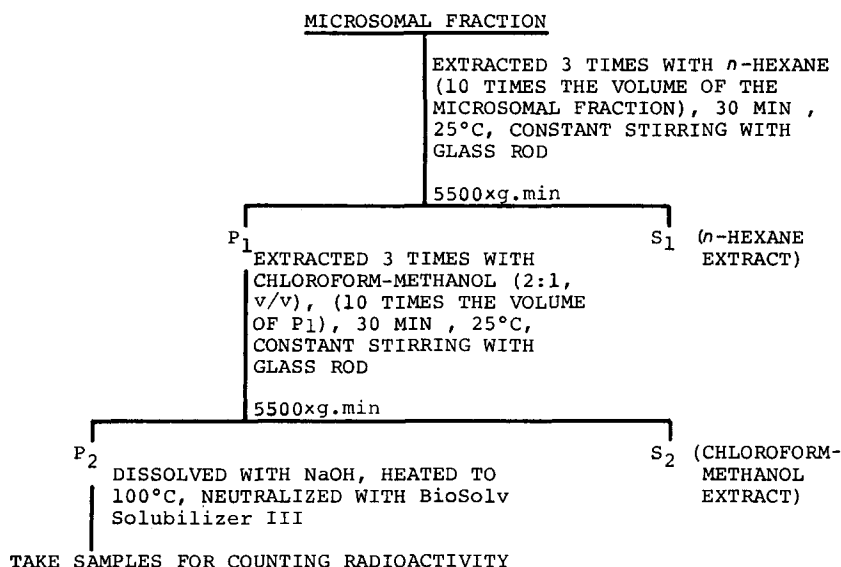 MICROSOMAL FRACTION
EXTRACTED 3 TIMES WITH n-HEXANE
(10 TIMES THE VOLUME OF THE
MICROSOMAL FRACTION), 30 MIN ,
25°C, CONSTANT STIRRING WITH
GLASS ROD
5500xg.min
P1
S1 (n-HEXANE
EXTRACT)
EXTRACTED 3 TIMES WITH
CHLOROFORM-METHANOL (2:1,
v/v), (10 TIMES THE VOLUME
OF P1), 30 MIN , 25°C,
CONSTANT STIRRING WITH
GLASS ROD
5500xg.min
P2
S2 (CHLOROFORM-
METHANOL
EXTRACT)
DISSOLVED WITH NaOH, HEATED TO
100°C, NEUTRALIZED WITH BioSolv
Solubilizer III
TAKE SAMPLES FOR COUNTING RADIOACTIVITY